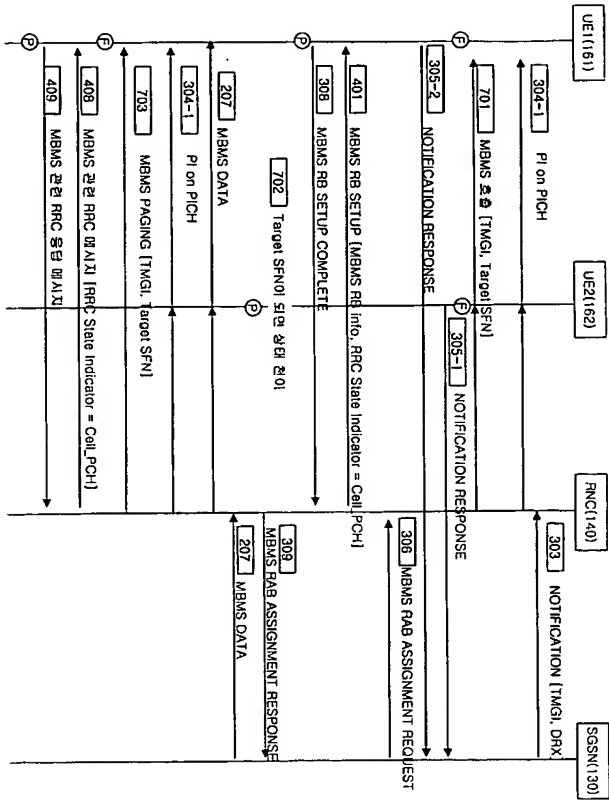 UE1(161)
UE2(162)
RNC(140)
SGSN(130)
303
NOTIFICATION [TMGI, DRX]
304-1
PI on PICH
701
MBMS 호출 [TMGI, Target SFN]
F
F
305-1
NOTIFICATION RESPONSE
305-2
NOTIFICATION RESPONSE
306
MBMS RAB ASSIGNMENT REQUEST
401
MBMS RB SETUP [MBMS RB info, RRC State Indicator = Cell_PCH]
308
MBMS RB SETUP COMPLETE
P
702
Target SFN이 되면 상태 천이
P
309
MBMS RAB ASSIGNMENT RESPONSE
207
MBMS DATA
207
MBMS DATA
304-1
PI on PICH
703
MBMS PAGING [TMGI, Target SFN]
F
408
MBMS 관련 RRC 메시지 [RRC State Indicator = Cell_PCH]
409
MBMS 관련 RRC 응답 메시지
P